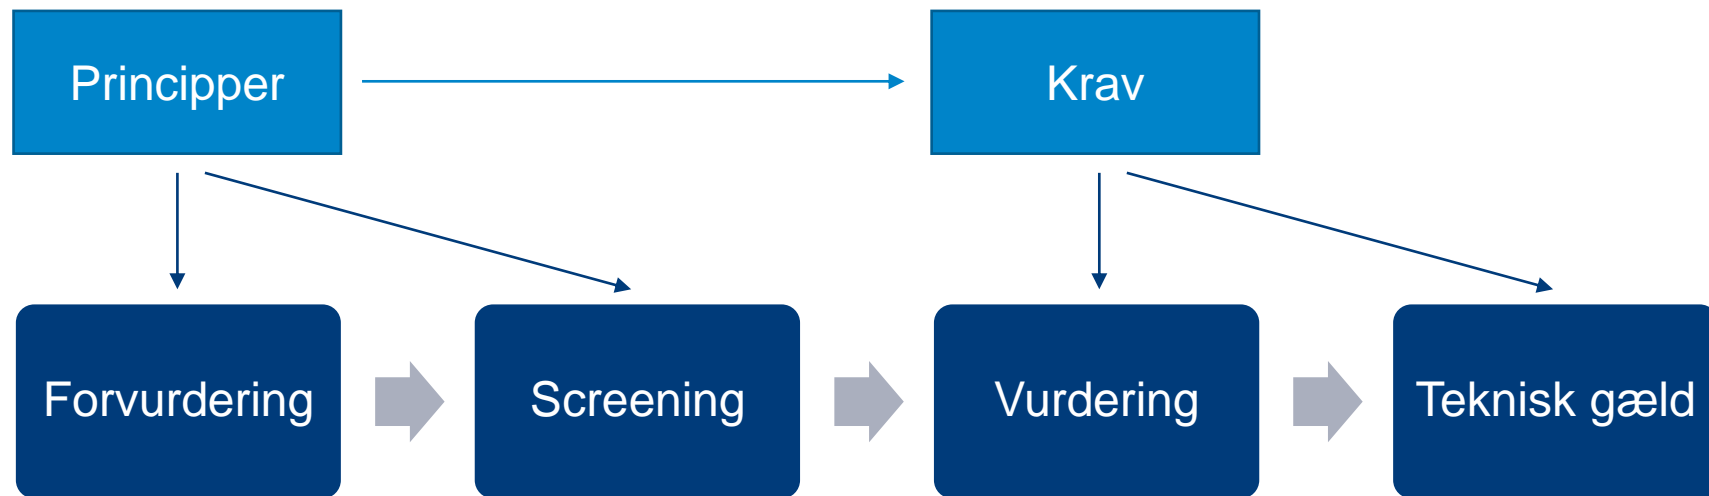 Principper
Krav
Forvurdering
Screening
Vurdering
Teknisk gæld